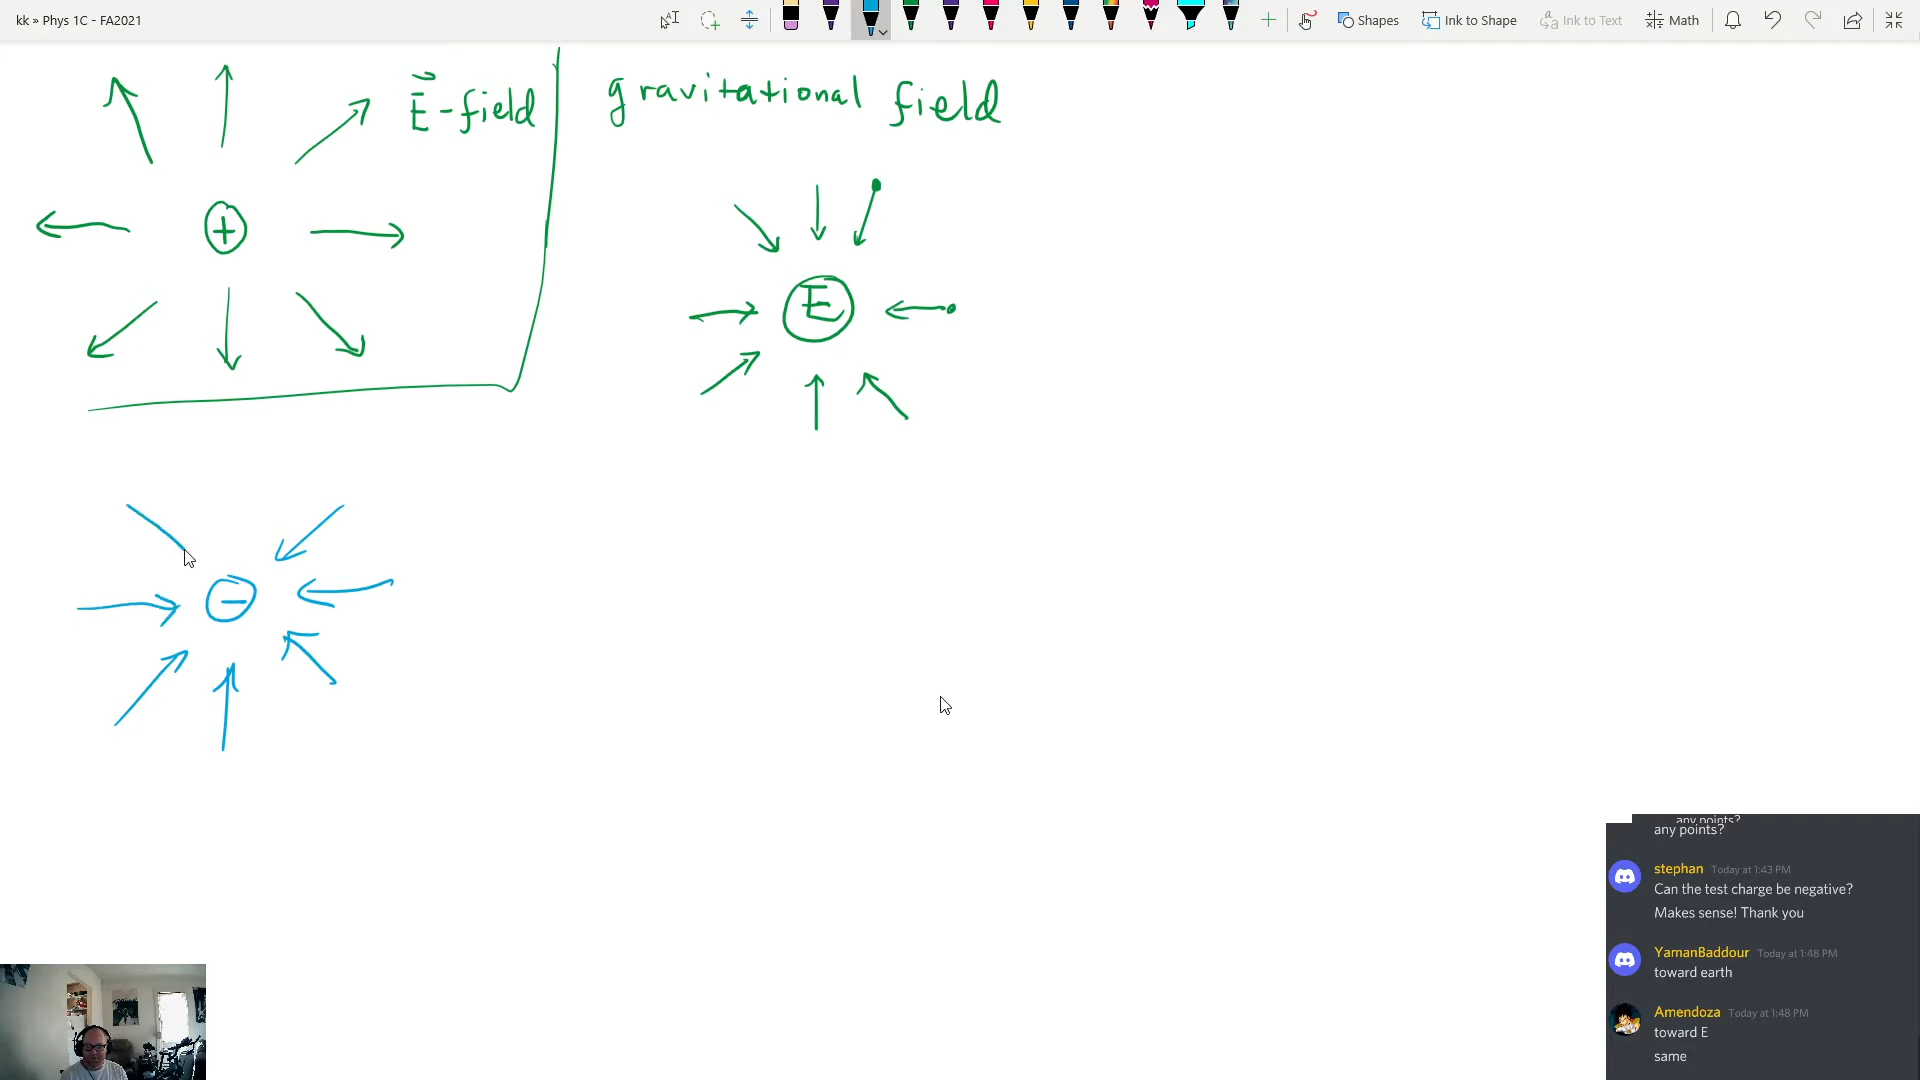 kk » Phys 1C - FA2021
Shapes
Ink to Shape
Ink to Text
Math
E-field
gravitational field
+
E
−
any points?
any points?
stephan Today at 1:43 PM
Can the test charge be negative?
Makes sense! Thank you
YamanBaddour Today at 1:48 PM
toward earth
Amendoza Today at 1:48 PM
toward E
same